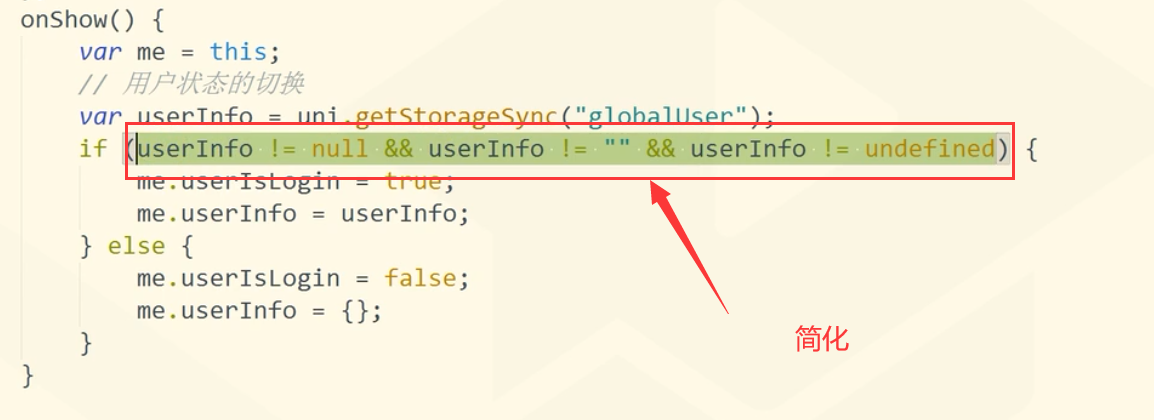 onShow() {
var me = this;
// 用户状态的切换
var userInfo = uni.getStorageSync("globalUser");
if (userInfo != null && userInfo != "" && userInfo != undefined) {
me.userIsLogin = true;
me.userInfo = userInfo;
} else {
me.userIsLogin = false;
me.userInfo = {};
}
}
简化